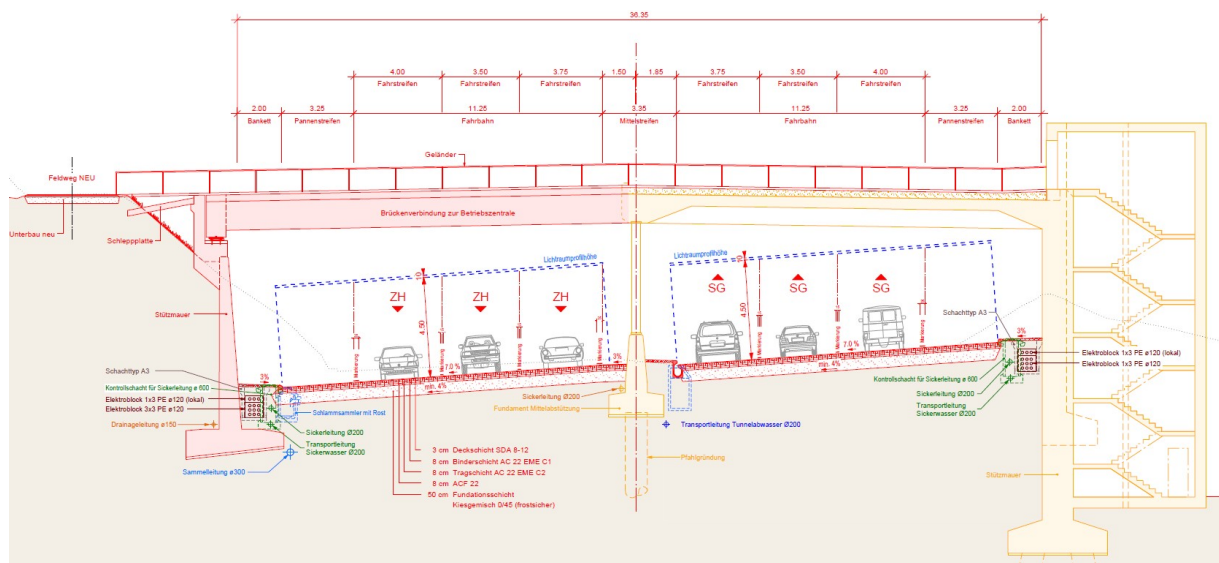 36.35
4.00 3.50 3.75 1.50 1.85 3.75 3.50 4.00
Fahrstreifen Fahrstreifen Fahrstreifen Fahrstreifen Fahrstreifen Fahrstreifen
2.00 3.25 11.25 3.35 11.25 3.25 2.00
Bankett Pannenstreifen Fahrbahn Mittelstreifen Fahrbahn Pannenstreifen Bankett
Geländer
Feldweg NEU
Unterbau neu
Schleppplatte
Brückenverbindung zur Betriebszentrale
Lichtraumprofilhöhe
Lichtraumprofilhöhe
10
10
ZH ZH ZH
SG SG SG
4.50
4.50
Stützmauer
Markierung
Markierung
Markierung
Markierung
Markierung
Markierung
Schachttyp A3
3%
7.0 %
min. 4%
3%
7.0 %
min. 4%
3%
Schachttyp A3
Kontrollschacht für Sickerleitung ø 600
Elektroblock 1x3 PE ø120 (lokal)
Elektroblock 3x3 PE ø120
Drainageleitung ø150
Schlammsammler mit Rost
Sickerleitung Ø200
Transportleitung
Sickerwasser Ø200
Sammelleitung ø300
3 cm Deckschicht SDA 8-12
8 cm Binderschicht AC 22 EME C1
8 cm Tragschicht AC 22 EME C2
8 cm ACF 22
50 cm Fundationsschicht
Kiesgemisch 0/45 (frostsicher)
Sickerleitung Ø200
Fundament Mittelabstützung
Pfahlgründung
Transportleitung Tunnelabwasser Ø200
Elektroblock 1x3 PE ø120 (lokal)
Elektroblock 1x3 PE ø120
Kontrollschacht für Sickerleitung ø 600
Sickerleitung Ø200
Transportleitung
Sickerwasser Ø200
Stützmauer